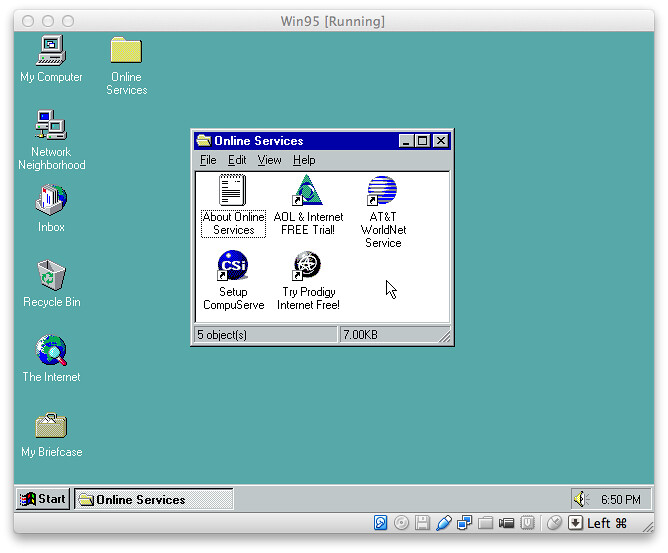 Win95 [Running]
My Computer
Online
Services
Network
Neighborhood
Inbox
Recycle Bin
The Internet
My Briefcase
Online Services
File Edit View Help
About Online
Services
AOL & Internet
FREE Trial!
AT&T
WorldNet
Service
CSi
Setup
CompuServe
Try Prodigy
Internet Free!
5 object(s) 7.00KB
Start Online Services 6:50 PM
Left ⌘